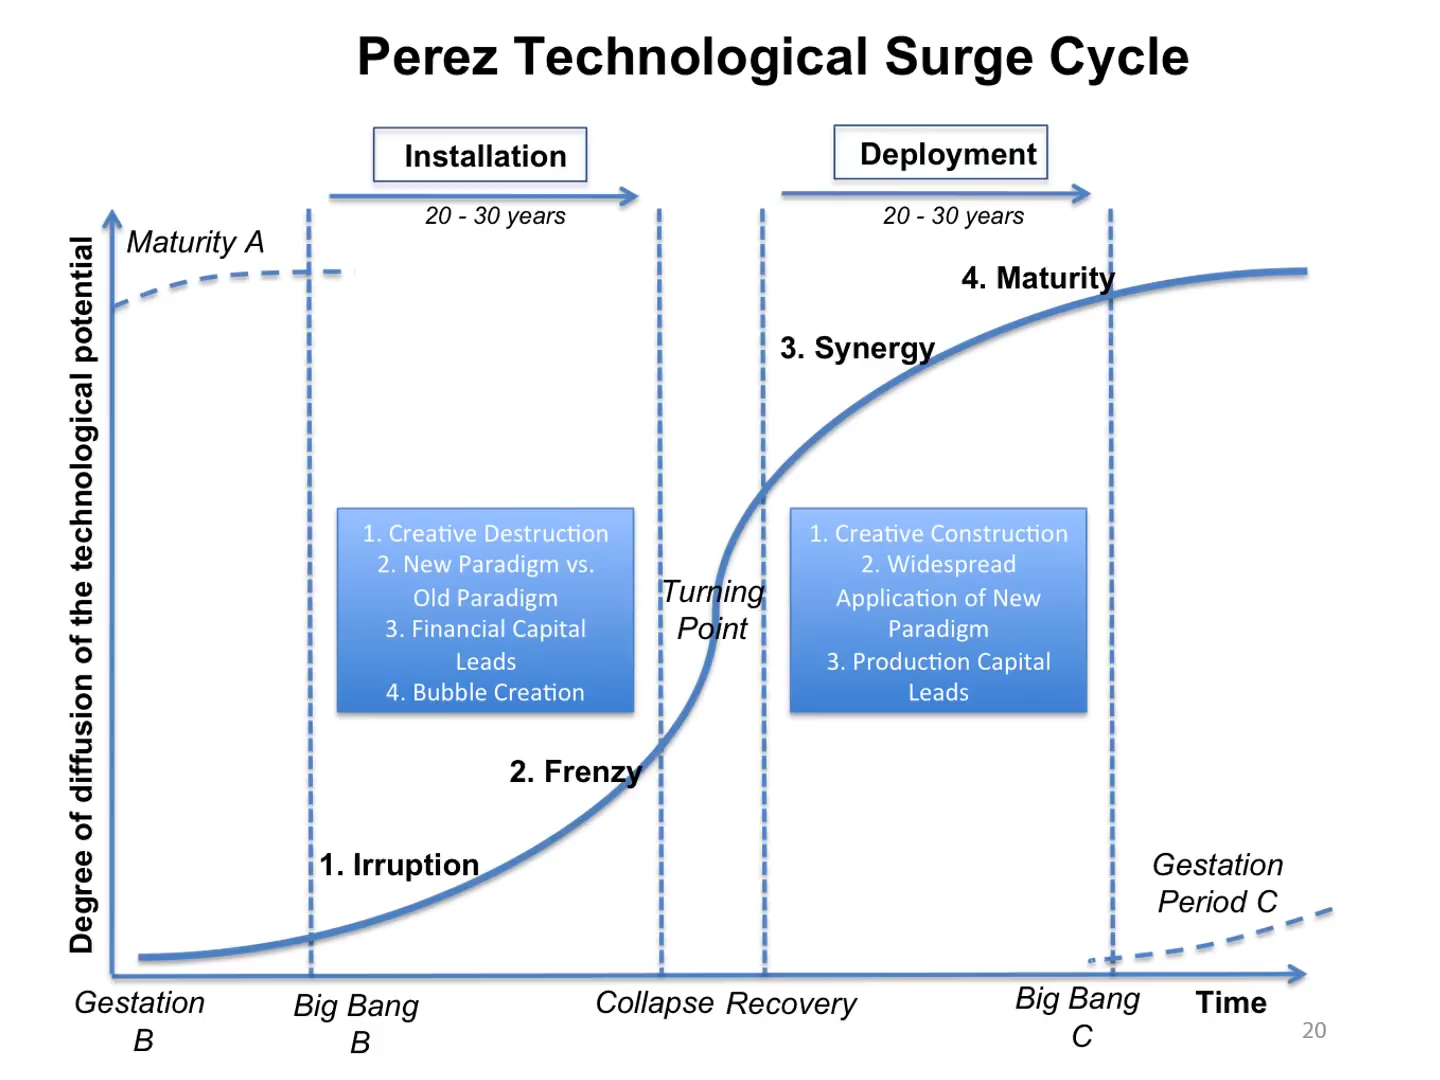 Perez Technological Surge Cycle
Installation
Deployment
20 - 30 years
20 - 30 years
Degree of diffusion of the technological potential
Maturity A
4. Maturity
3. Synergy
1. Creative Destruction
2. New Paradigm vs.
Old Paradigm
3. Financial Capital
Leads
4. Bubble Creation
Turning
Point
1. Creative Construction
2. Widespread
Application of New
Paradigm
3. Production Capital
Leads
2. Frenzy
1. Irruption
Gestation
Period C
Gestation
B
Big Bang
B
Collapse
Recovery
Big Bang
C
Time
20